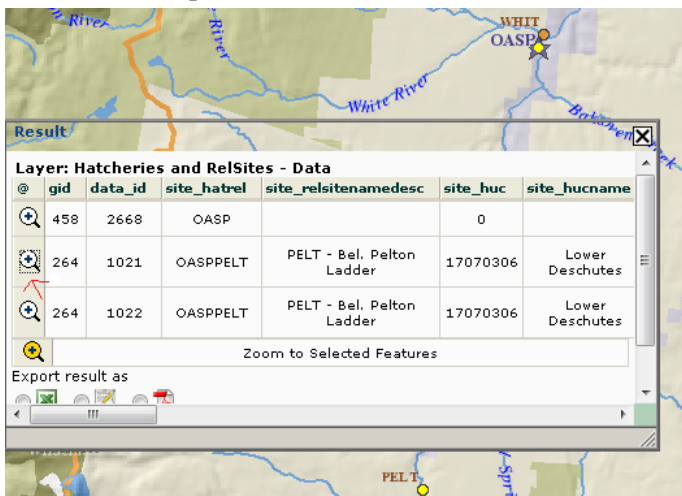 River
River
WHIT
OASP
White River
Bakeoven
Result
Layer: Hatcheries and RelSites - Data
@ gid data_id site_hatrel site_relsitenamedesc site_huc site_hucname
458 2668 OASP 0
264 1021 OASPPELT PELT - Bel. Pelton Ladder 17070306 Lower Deschutes
264 1022 OASPPELT PELT - Bel. Pelton Ladder 17070306 Lower Deschutes
Zoom to Selected Features
Export result as
PELT